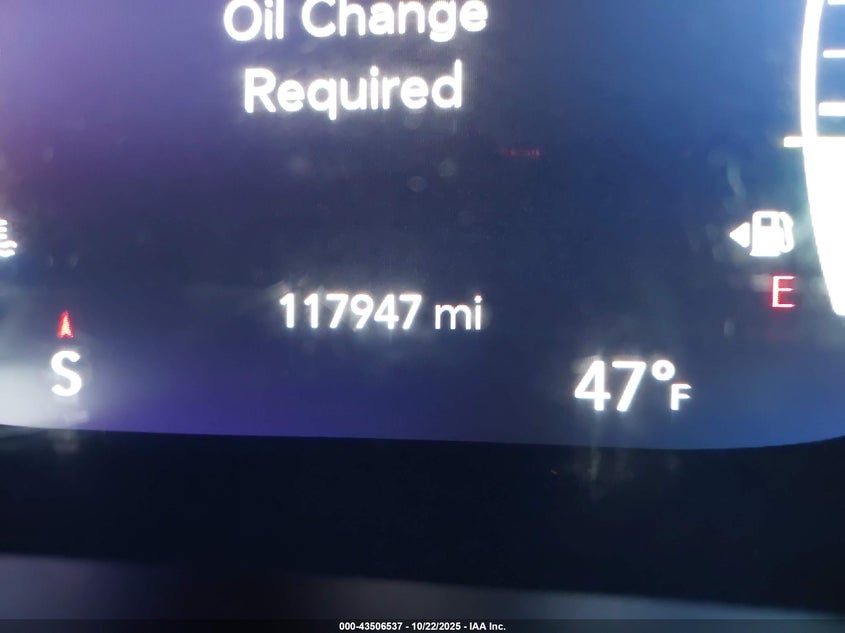 Oil Change
Required
117947 mi
E
S
47°F
000-43506537 - 10/22/2025 - IAA Inc.